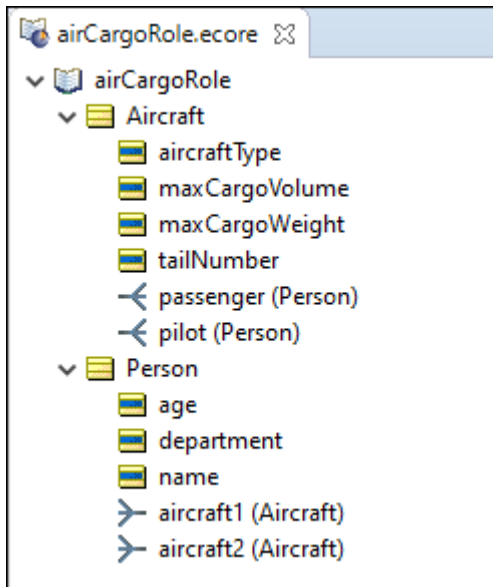 airCargoRole.ecore
airCargoRole
Aircraft
aircraftType
maxCargoVolume
maxCargoWeight
tailNumber
passenger (Person)
pilot (Person)
Person
age
department
name
aircraft1 (Aircraft)
aircraft2 (Aircraft)